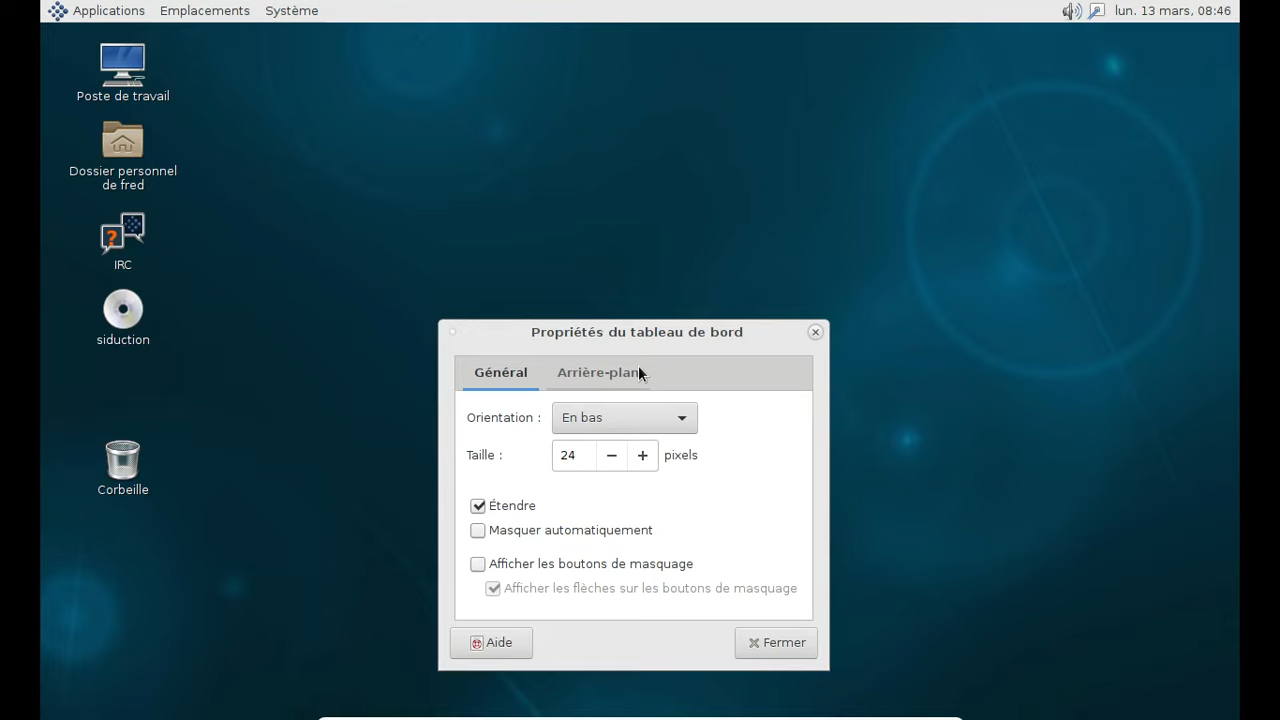 Applications Emplacements Système lun. 13 mars, 08:46
Poste de travail
Dossier personnel
de fred
IRC
siduction
Corbeille
Propriétés du tableau de bord
Général Arrière-plan
Orientation : En bas
Taille : 24 − + pixels
Étendre
Masquer automatiquement
Afficher les boutons de masquage
Afficher les flèches sur les boutons de masquage
Aide Fermer